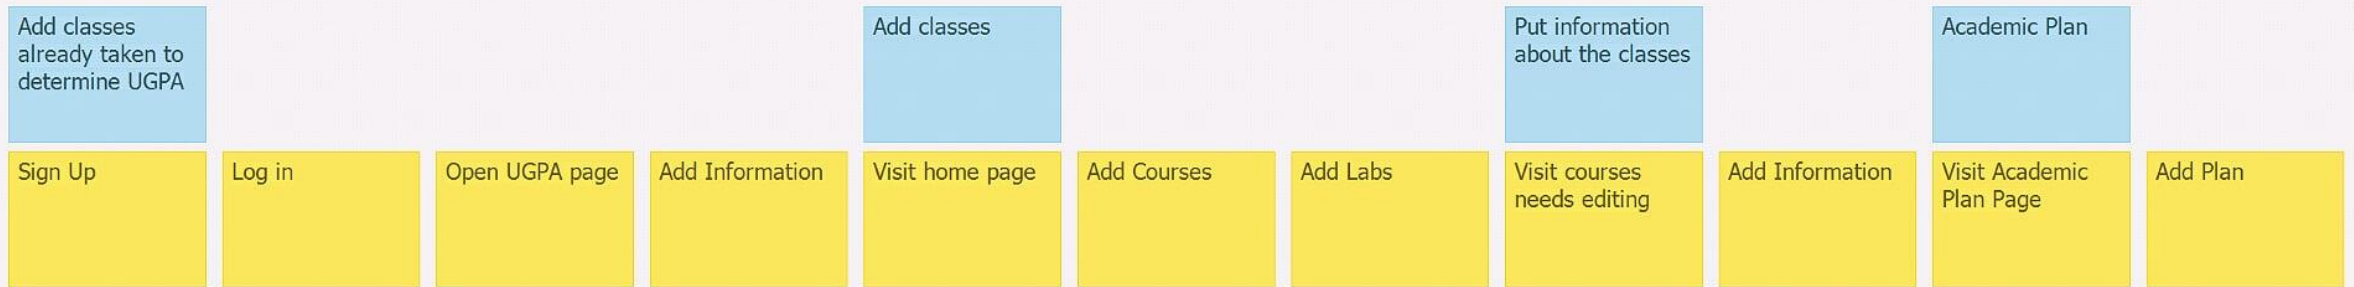 Add classes
already taken to
determine UGPA
Add classes
Put information
about the classes
Academic Plan
Sign Up
Log in
Open UGPA page
Add Information
Visit home page
Add Courses
Add Labs
Visit courses
needs editing
Add Information
Visit Academic
Plan Page
Add Plan